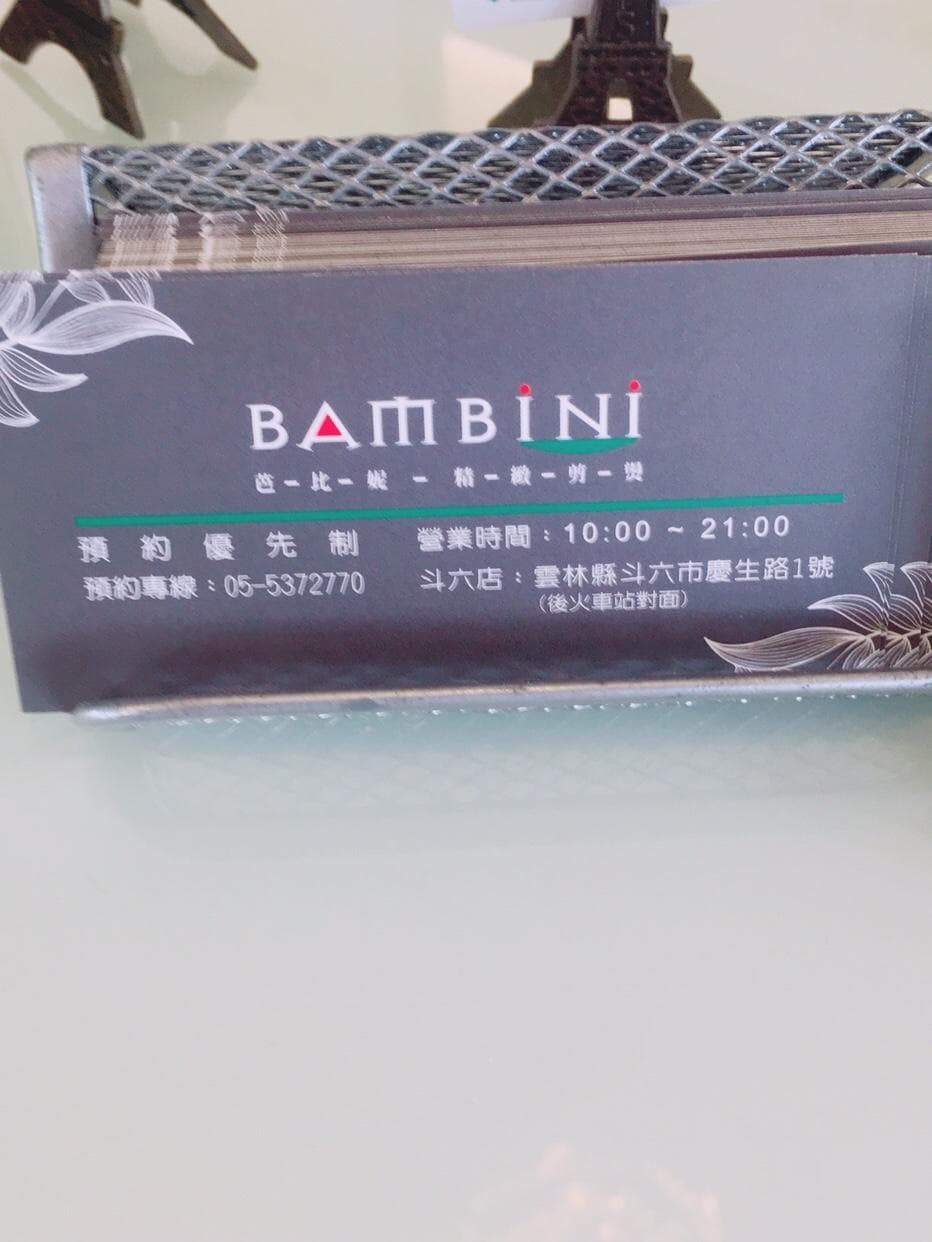 BAMBINI
芭-比-妮 - 精-緻-剪-燙
預約優先制
預約專線：05-5372770
營業時間：10:00 ~ 21:00
斗六店：雲林縣斗六市慶生路1號
(後火車站對面)